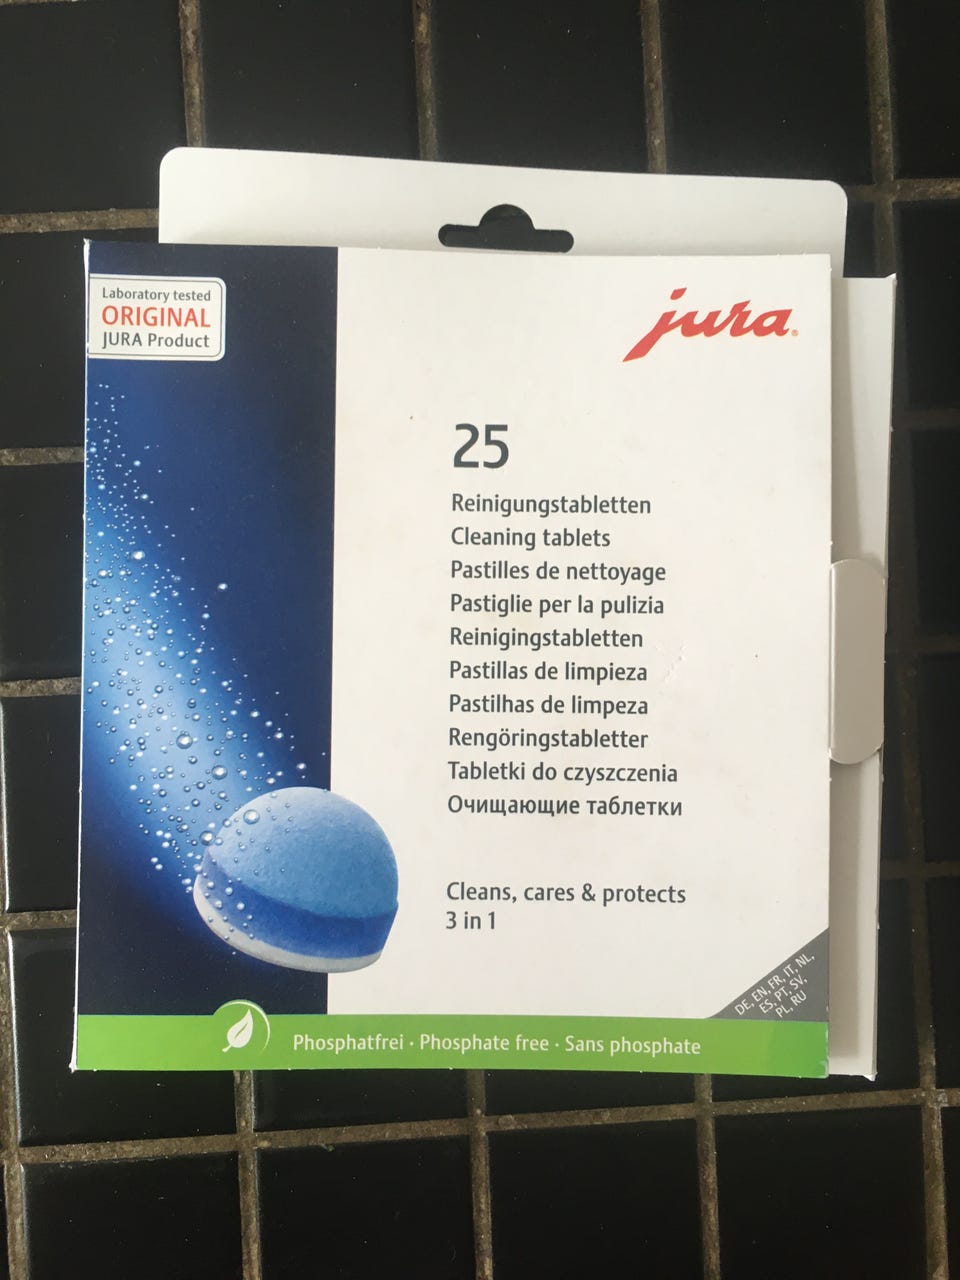 Laboratory tested
ORIGINAL
JURA Product
jura
25
Reinigungstabletten
Cleaning tablets
Pastilles de nettoyage
Pastiglie per la pulizia
Reinigingstabletten
Pastillas de limpieza
Pastilhas de limpeza
Rengöringstabletter
Tabletki do czyszczenia
Очищающие таблетки
Cleans, cares & protects
3 in 1
DE, EN, FR, IT, NL,
ES, PT, SV,
PL, RU
Phosphatfrei · Phosphate free · Sans phosphate